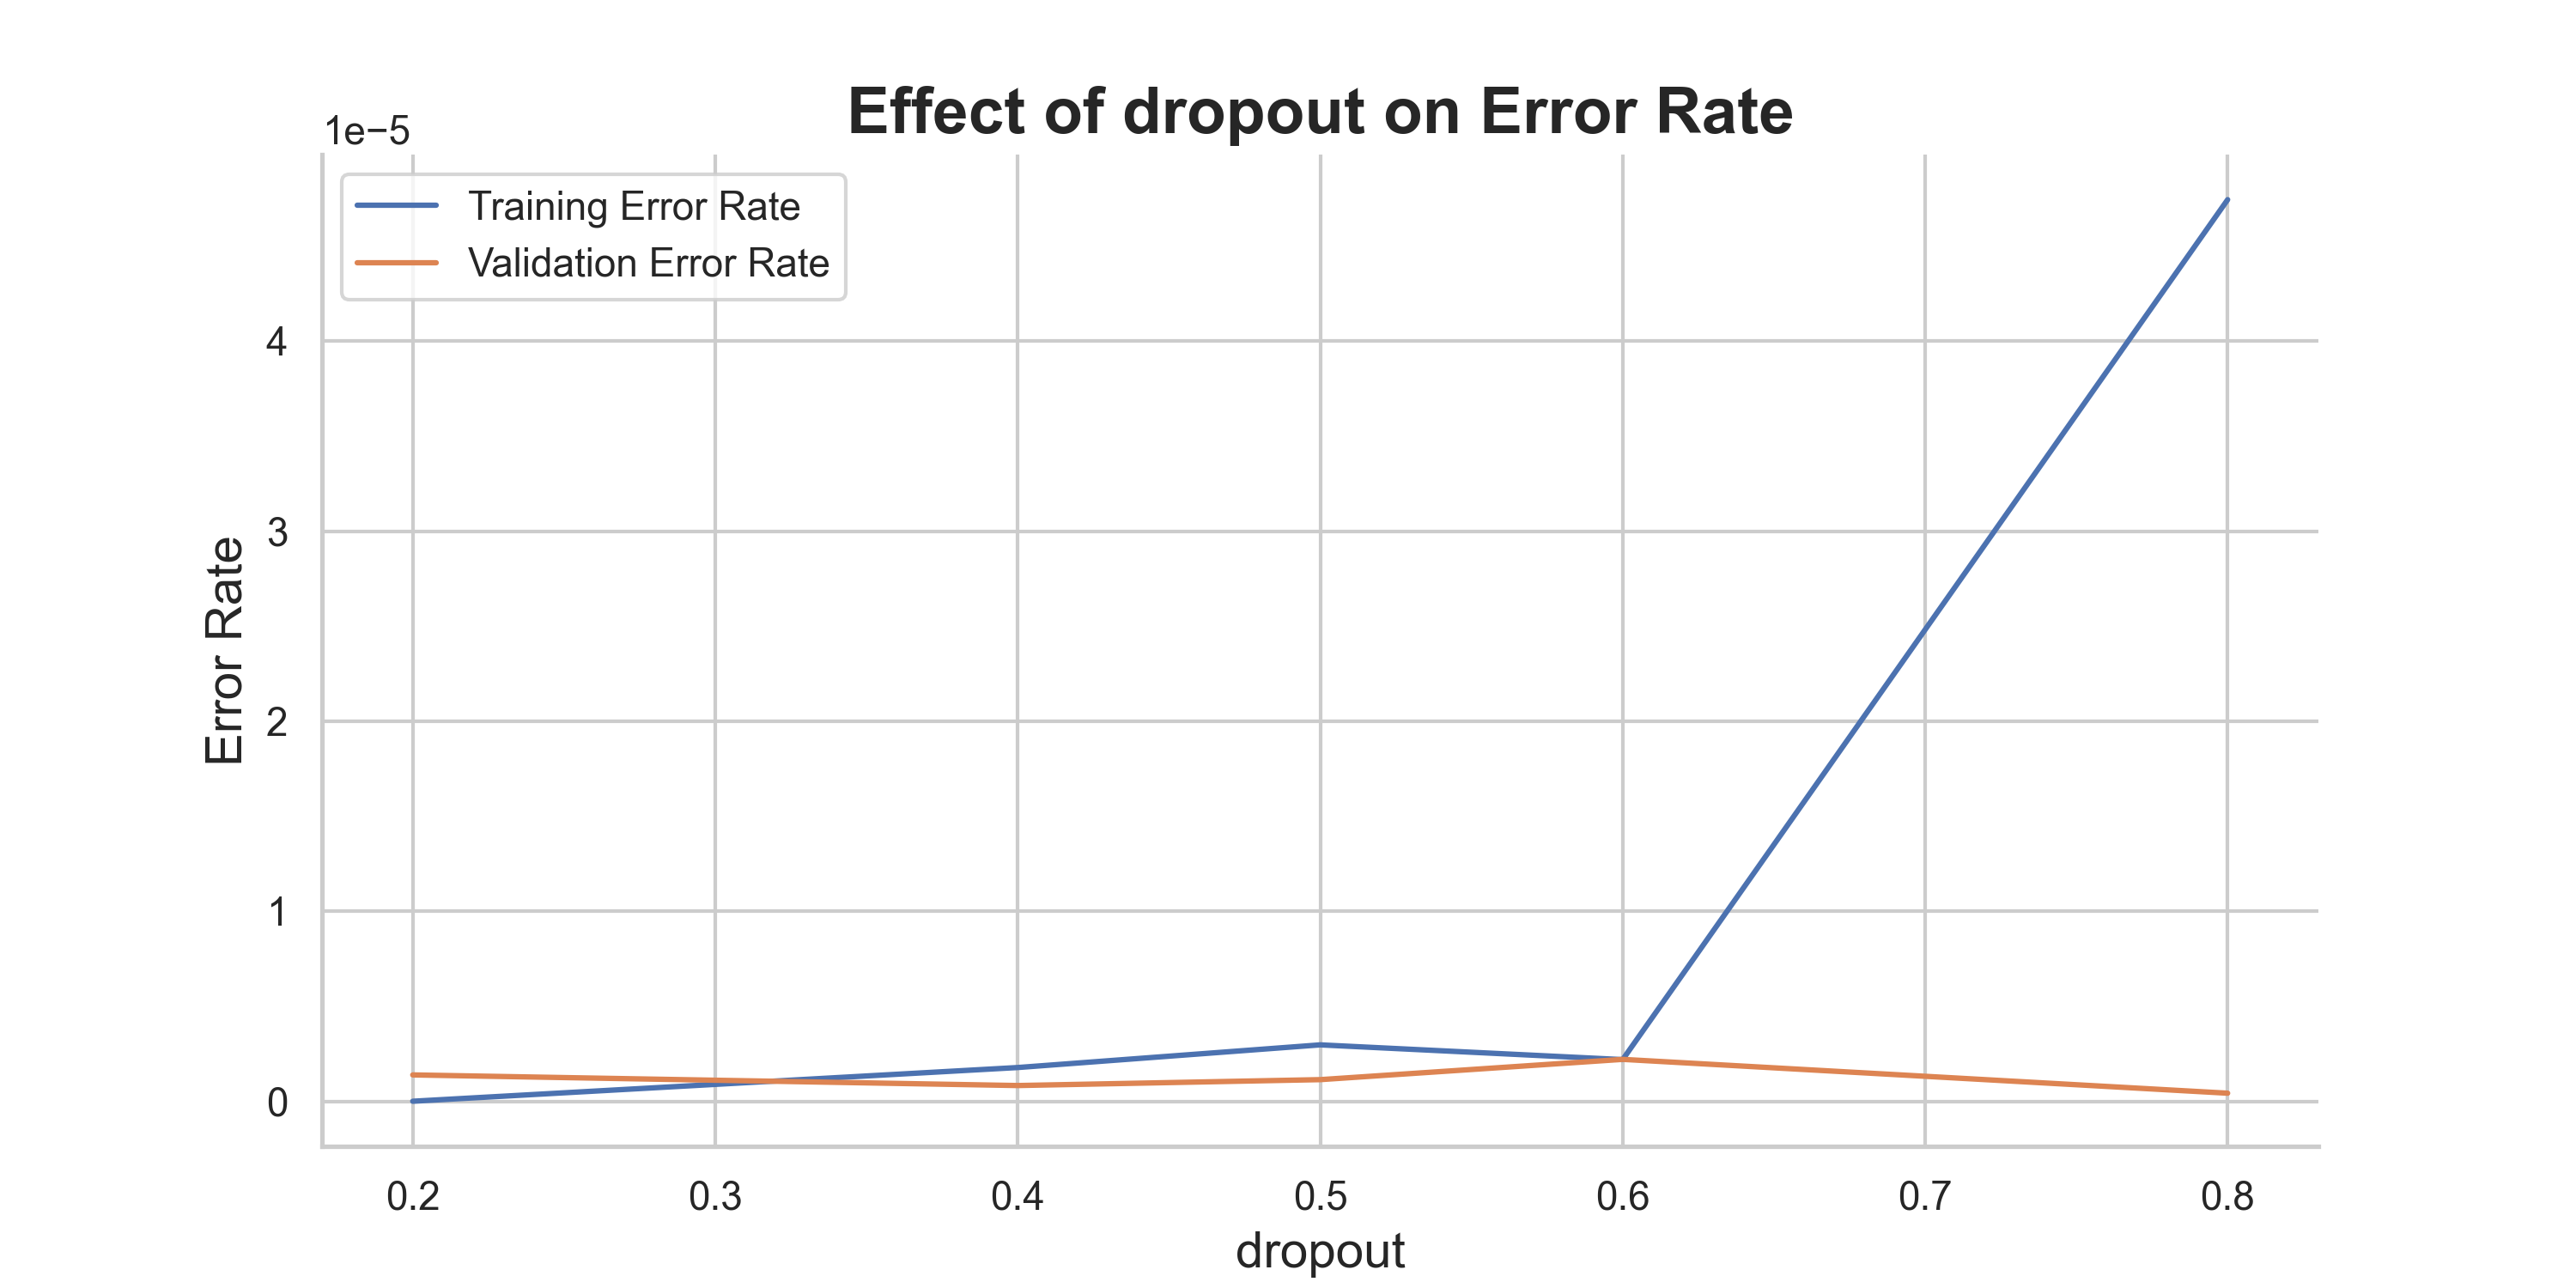 Effect of dropout on Error Rate
1e−5
Training Error Rate
Validation Error Rate
4
3
2
1
0
Error Rate
0.2 0.3 0.4 0.5 0.6 0.7 0.8
dropout